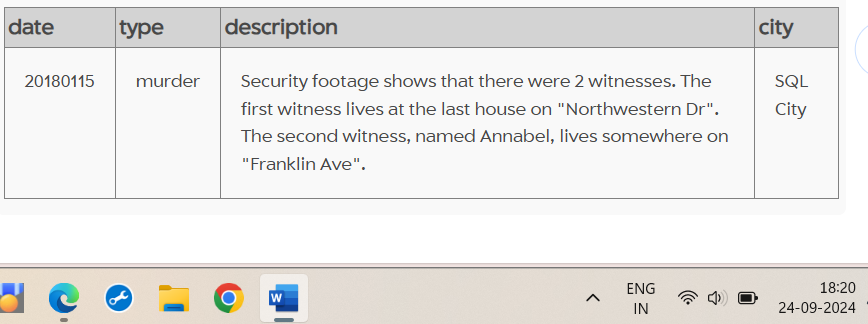 date type description city
20180115 murder Security footage shows that there were 2 witnesses. The SQL
first witness lives at the last house on "Northwestern Dr". City
The second witness, named Annabel, lives somewhere on
"Franklin Ave".
W
ENG 18:20
IN 24-09-2024